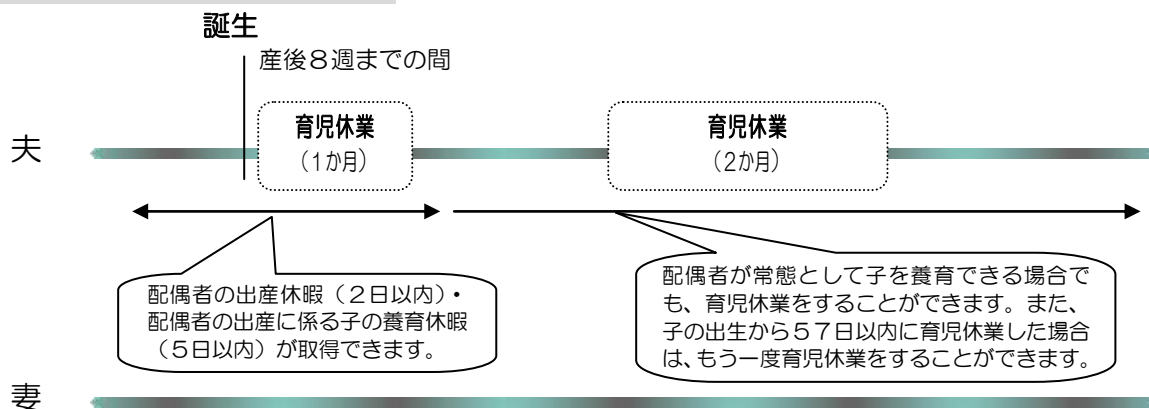 誕生
産後８週までの間
夫
育児休業
（１か月）
育児休業
（２か月）
配偶者の出産休暇（２日以内）・
配偶者の出産に係る子の養育休暇
（５日以内）が取得できます。
配偶者が常態として子を養育できる場合で
も、育児休業をすることができます。また、
子の出生から５７日以内に育児休業した場合
は、もう一度育児休業をすることができます。
妻